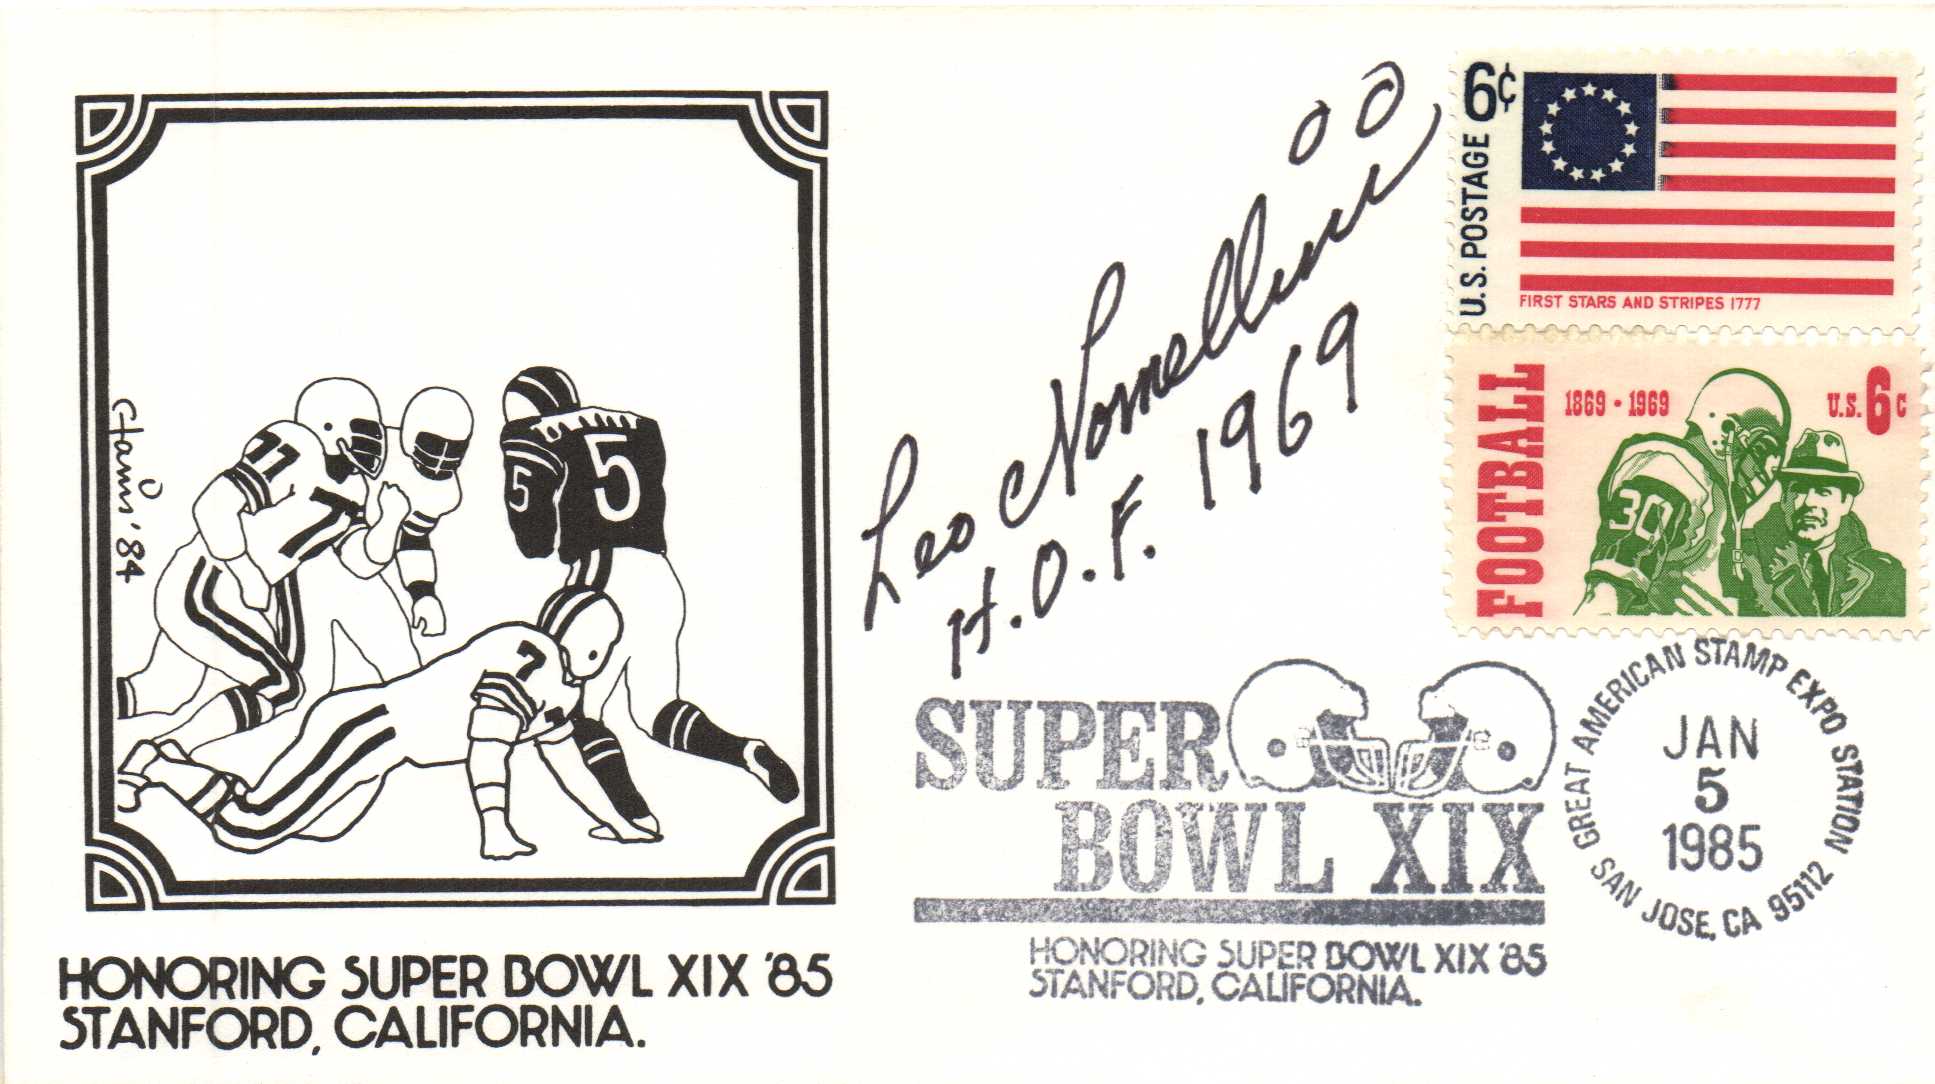 HONORING SUPER BOWL XIX '85
STANFORD, CALIFORNIA.
77
7
5
5
7
'84
Leo Nomellini
H.O.F. 1969
6¢
U.S. POSTAGE
FIRST STARS AND STRIPES 1777
FOOTBALL
1869 • 1969
U.S. 6c
30
SUPER
BOWL XIX
HONORING SUPER BOWL XIX '85
STANFORD, CALIFORNIA.
GREAT AMERICAN STAMP EXPO STATION
JAN
5
1985
SAN JOSE, CA 95112